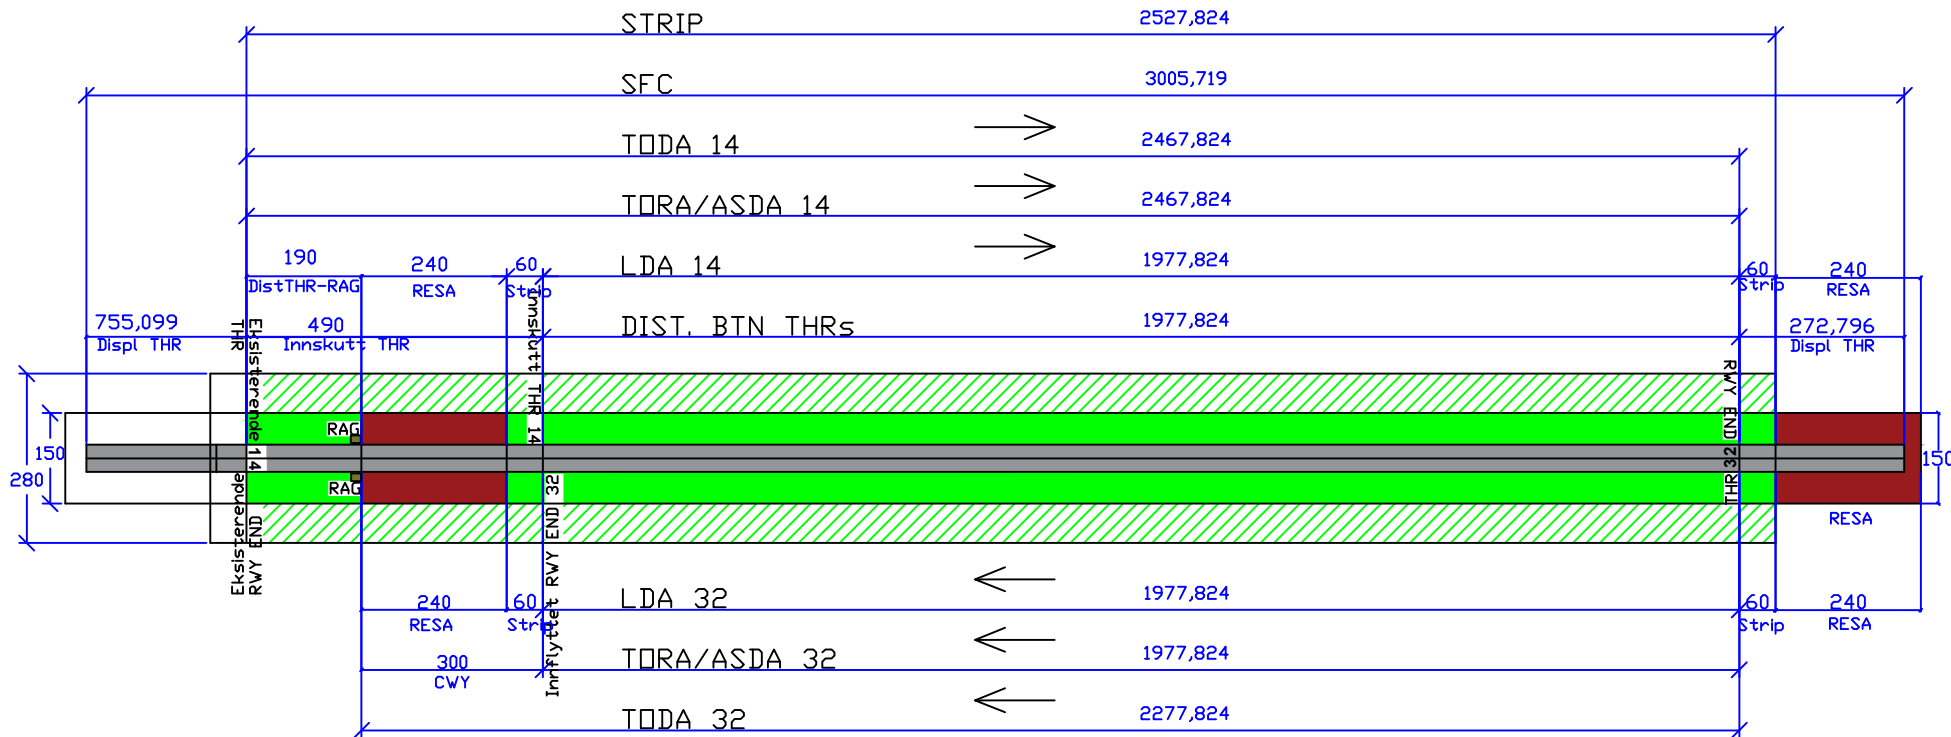 STRIP 2527,824
SFC 3005,719
TODA 14 2467,824
TORA/ASDA 14 2467,824
190 240 60 LDA 14 1977,824 60 240
DistTHR-RAG RESA Strip Strip RESA
755,099 490 DIST. BTN THRs 1977,824 272,796
Displ THR Innskutt THR Displ THR
Eksisterende
THR 14
Innskutt THR 14
RWY END
THR 32
RAG
150
280
150
RAG
RESA
Eksisterende
RWY END
Innflyttet RWY END 32
240 60 LDA 32 1977,824 60 240
RESA Strip Strip RESA
300 TORA/ASDA 32 1977,824
CWY
TODA 32 2277,824